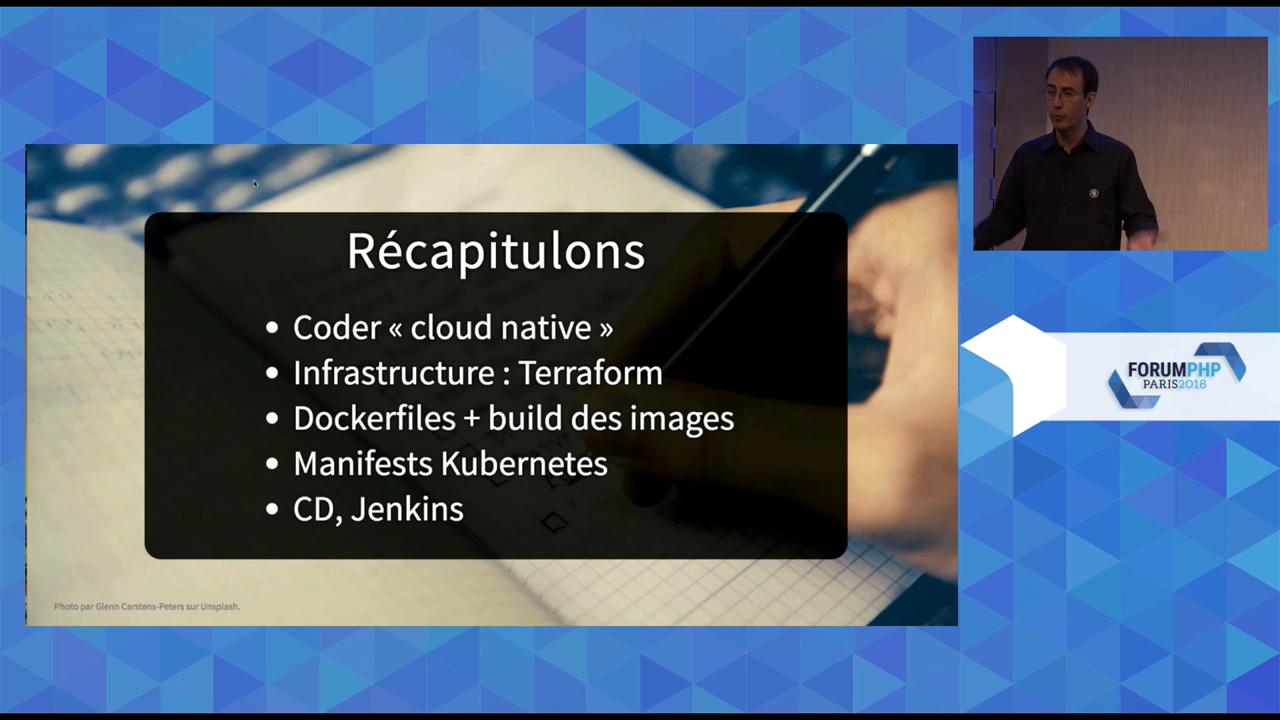 Récapitulons
• Coder « cloud native »
• Infrastructure : Terraform
• Dockerfiles + build des images
• Manifests Kubernetes
• CD, Jenkins
Photo par Glenn Carstens-Peters sur Unsplash.
FORUMPHP
PARIS2018